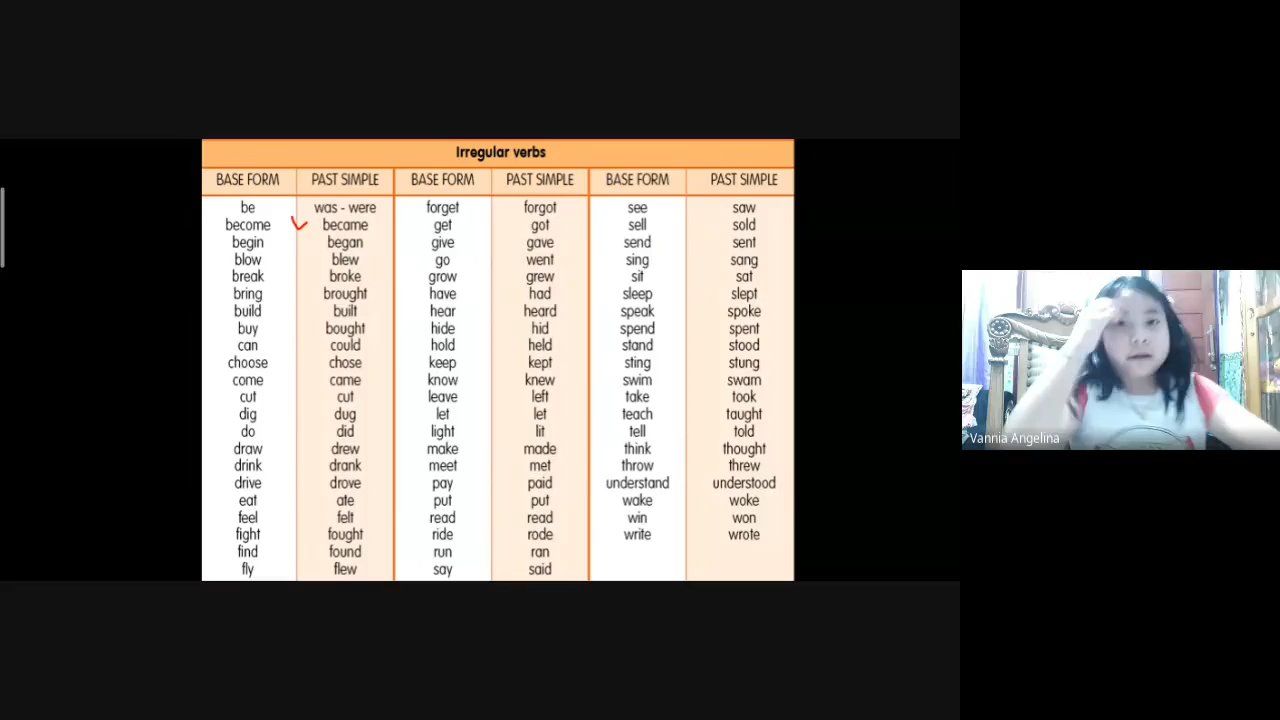 Irregular verbs
BASE FORM PAST SIMPLE BASE FORM PAST SIMPLE BASE FORM PAST SIMPLE
be was - were forget forgot see saw
become became get got sell sold
begin began give gave send sent
blow blew go went sing sang
break broke grow grew sit sat
bring brought have had sleep slept
build built hear heard speak spoke
buy bought hide hid spend spent
can could hold held stand stood
choose chose keep kept sting stung
come came know knew swim swam
cut cut leave left take took
dig dug let let teach taught
do did light lit tell told
draw drew make made think thought
drink drank meet met throw threw
drive drove pay paid understand understood
eat ate put put wake woke
feel felt read read win won
fight fought ride rode write wrote
find found run ran
fly flew say said
Vannia Angelina